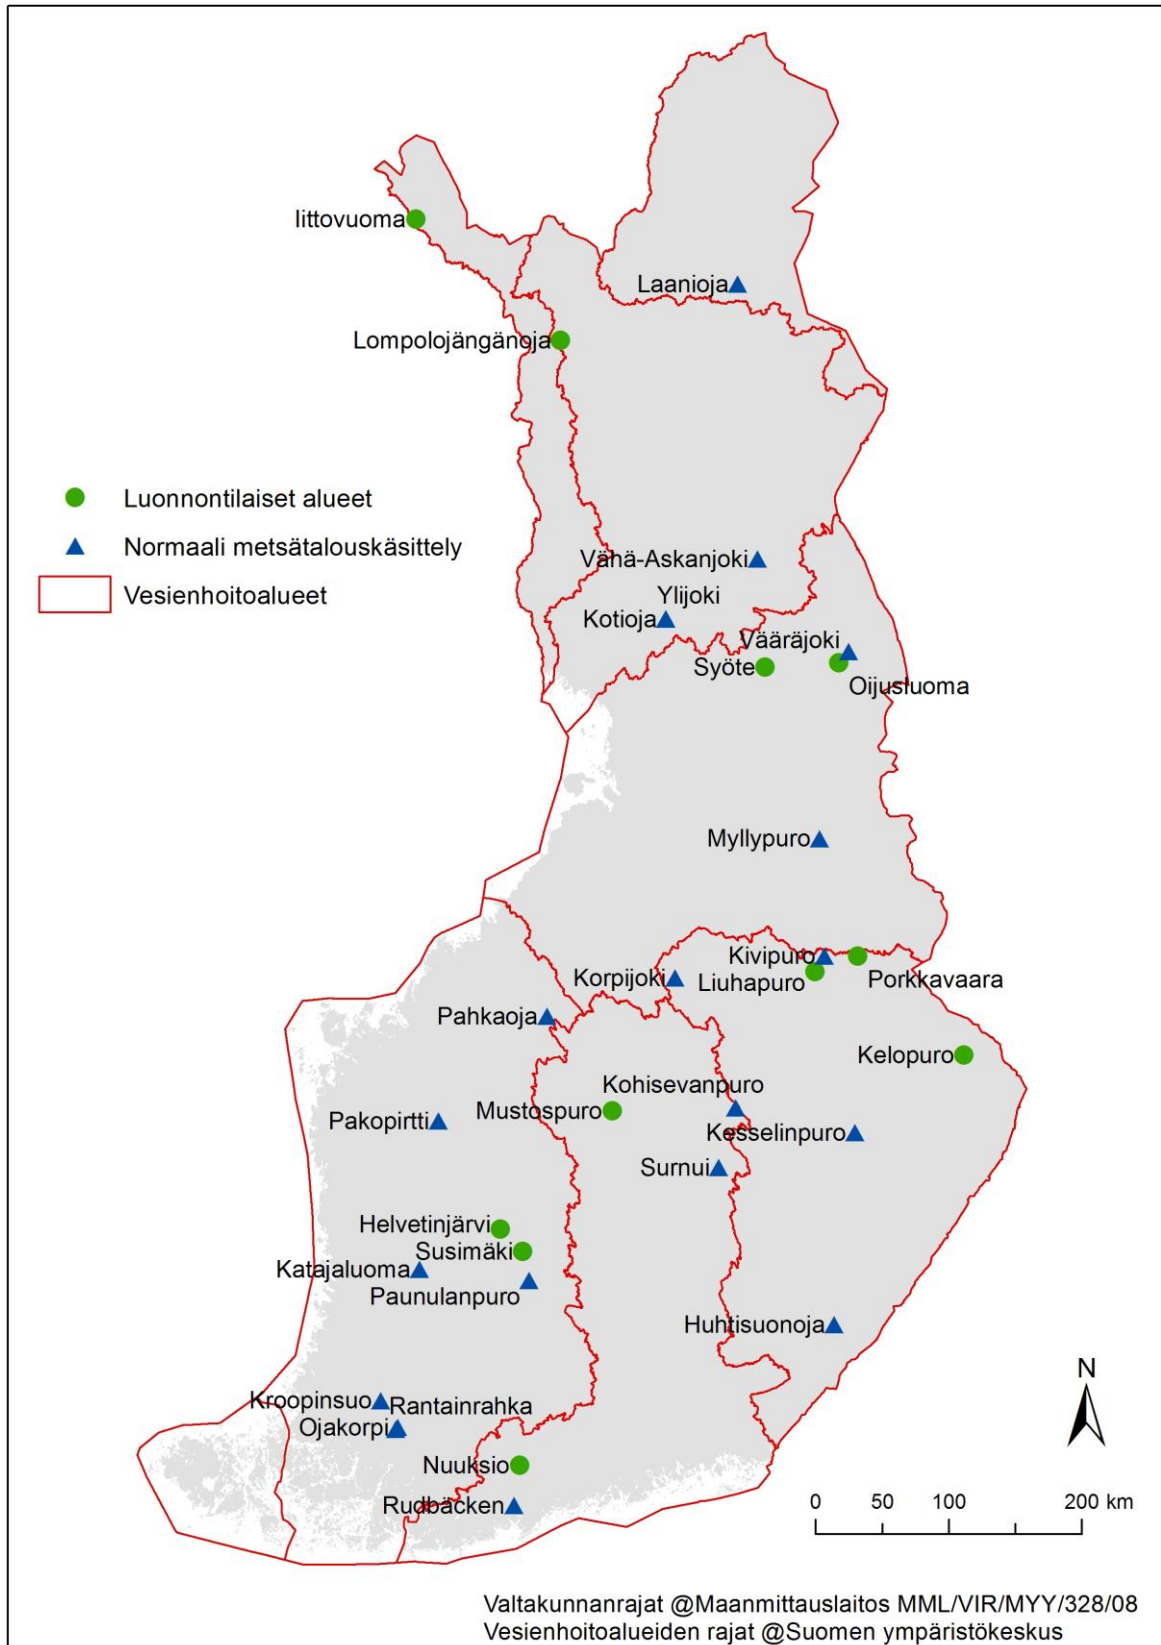 Iittovuoma
Laanioja
Lompolojängänoja
Luonnontilaiset alueet
Normaali metsätalouskäsittely
Vesienhoitoalueet
Vähä-Askanjoki
Ylijoki
Kotioja
Vääräjoki
Syöte
Oijusluoma
Myllypuro
Kivipuro
Korpijoki
Liuhapuro
Porkkavaara
Pahkaoja
Kelopuro
Kohisevanpuro
Mustospuro
Pakopirtti
Kesselinpuro
Surnui
Helvetinjärvi
Susimäki
Katajaluoma
Paunulanpuro
Huhtisuonoja
N
Kroopinsuo
Rantainrahka
Ojakorpi
Nuuksio
Rudbäcken
0 50 100 200 km
Valtakunnanrajat @Maanmittauslaitos MML/VIR/MYY/328/08
Vesienhoitoalueiden rajat @Suomen ympäristökeskus